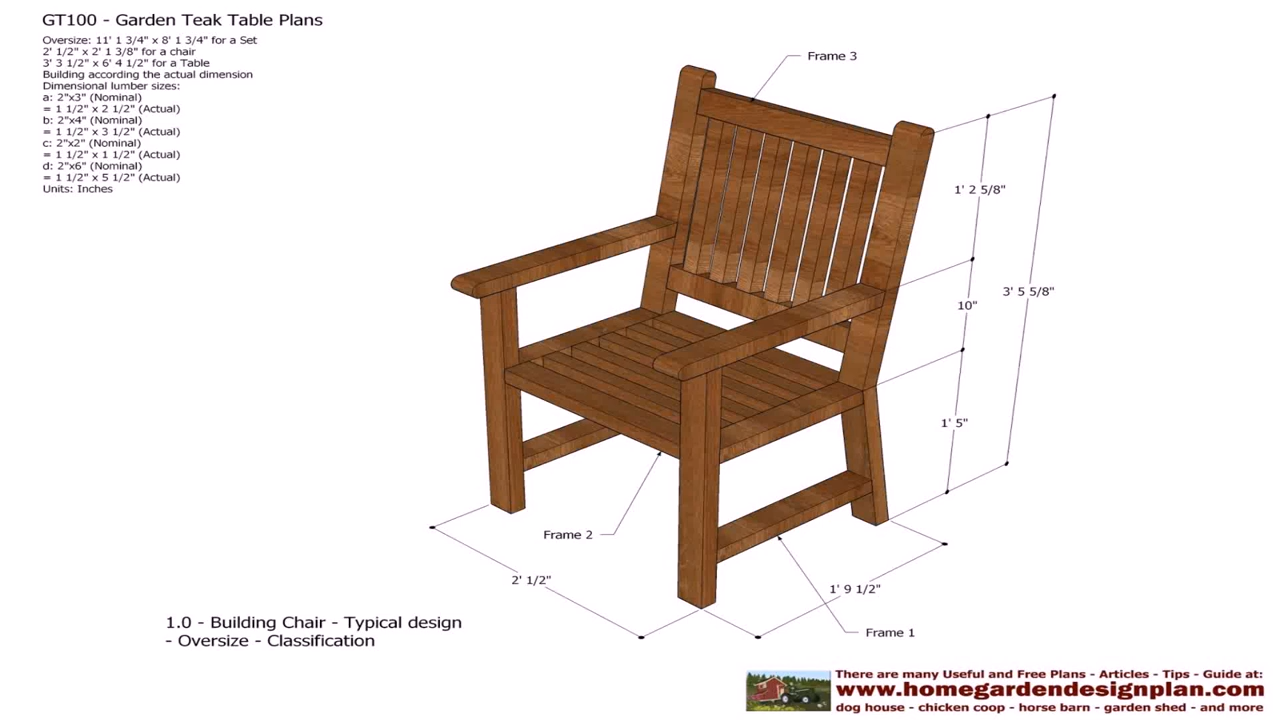 GT100 - Garden Teak Table Plans
Oversize: 11' 1 3/4" x 8' 1 3/4" for a Set
2' 1/2" x 2' 1 3/8" for a chair
3' 3 1/2" x 6' 4 1/2" for a Table
Building according the actual dimension
Dimensional lumber sizes:
a: 2"x3" (Nominal)
= 1 1/2" x 2 1/2" (Actual)
b: 2"x4" (Nominal)
= 1 1/2" x 3 1/2" (Actual)
c: 2"x2" (Nominal)
= 1 1/2" x 1 1/2" (Actual)
d: 2"x6" (Nominal)
= 1 1/2" x 5 1/2" (Actual)
Units: Inches
Frame 3
1' 2 5/8"
3' 5 5/8"
10"
1' 5"
Frame 2
2' 1/2"
1' 9 1/2"
Frame 1
1.0 - Building Chair - Typical design
- Oversize - Classification
There are many Useful and Free Plans - Articles - Tips - Guide at:
www.homegardendesignplan.com
dog house - chicken coop - horse barn - garden shed - and more